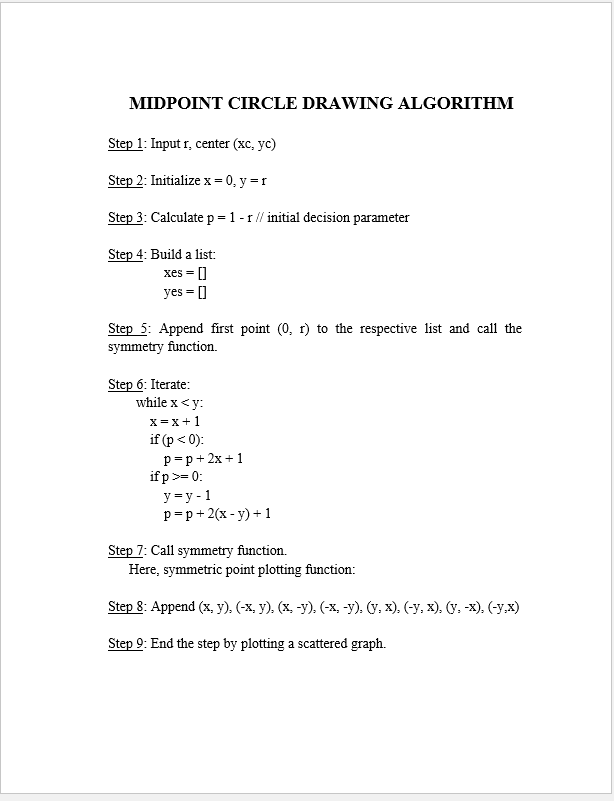 MIDPOINT CIRCLE DRAWING ALGORITHM
Step 1: Input r, center (xc, yc)
Step 2: Initialize x = 0, y = r
Step 3: Calculate p = 1 - r // initial decision parameter
Step 4: Build a list:
xes = []
yes = []
Step 5: Append first point (0, r) to the respective list and call the
symmetry function.
Step 6: Iterate:
while x < y:
x = x + 1
if (p < 0):
p = p + 2x + 1
if p >= 0:
y = y - 1
p = p + 2(x - y) + 1
Step 7: Call symmetry function.
Here, symmetric point plotting function:
Step 8: Append (x, y), (-x, y), (x, -y), (-x, -y), (y, x), (-y, x), (y, -x), (-y,x)
Step 9: End the step by plotting a scattered graph.